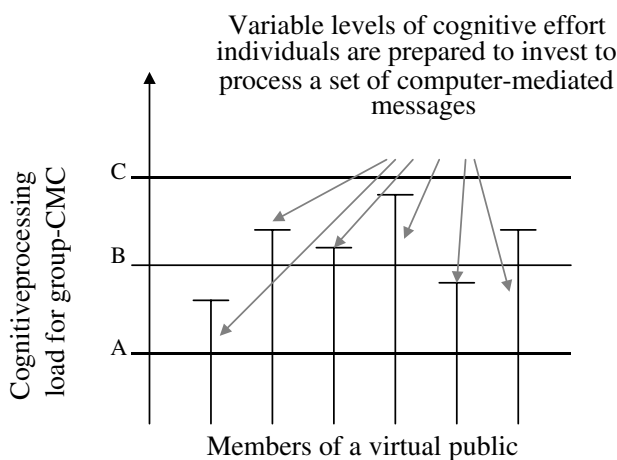 Variable levels of cognitive effort
individuals are prepared to invest to
process a set of computer-mediated
messages
Cognitiveprocessing
load for group-CMC
C
B
A
Members of a virtual public